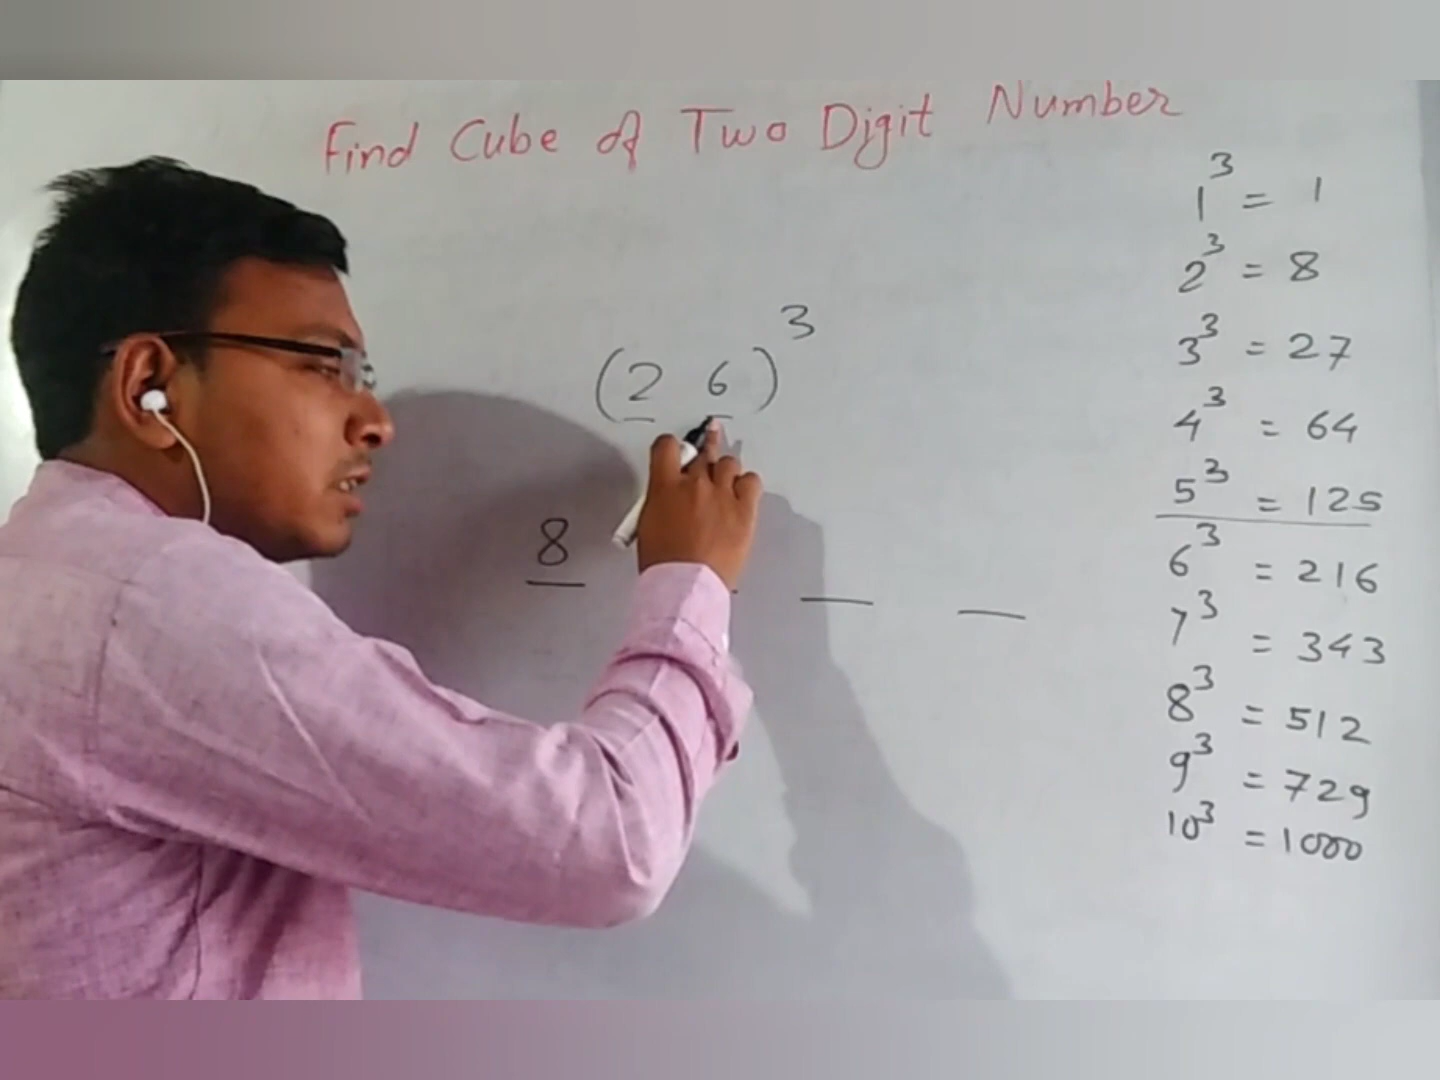 Find Cube of Two Digit Number
(2 6)³
8
1³ = 1
2³ = 8
3³ = 27
4³ = 64
5³ = 125
6³ = 216
7³ = 343
8³ = 512
9³ = 729
10³ = 1000